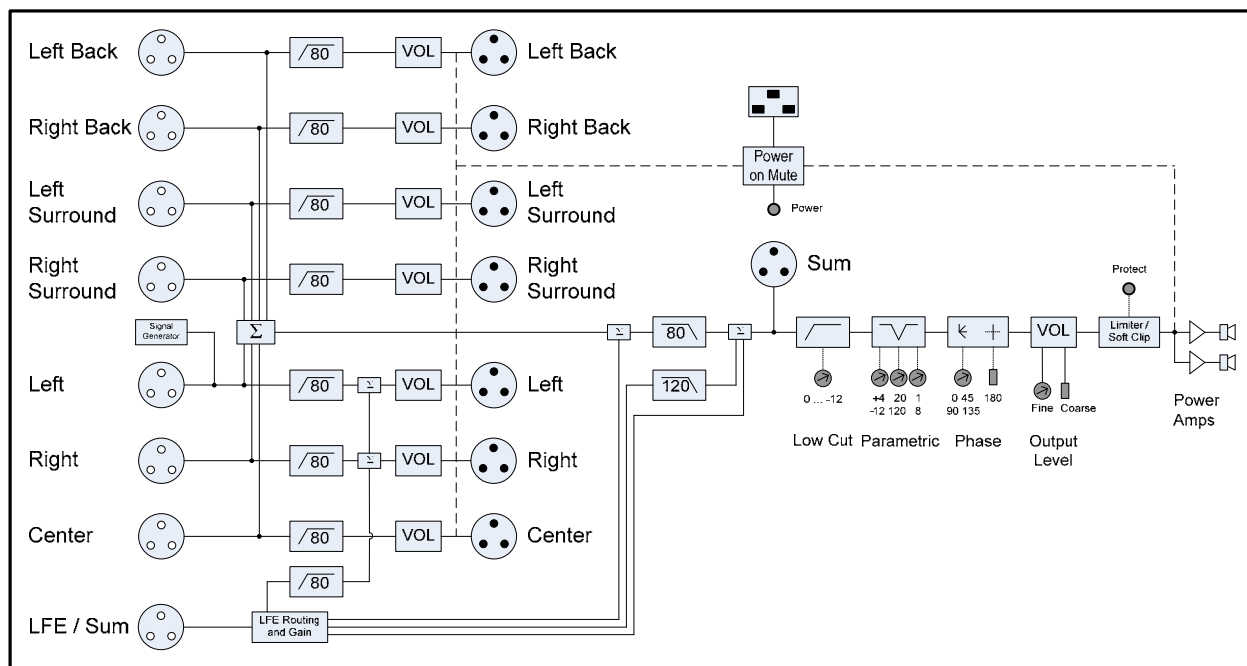 Left Back
80
VOL
Left Back
Right Back
80
VOL
Right Back
Power
on Mute
Left
Surround
80
VOL
Left
Surround
Power
Right
Surround
80
VOL
Right
Surround
Sum
Protect
Signal
Generator
Σ
Σ
80
Σ
VOL
Limiter /
Soft Clip
Left
80
Σ
VOL
Left
120
0 ... -12
+4 20 1
-12 120 8
0 45 180
90 135
Fine Coarse
Power
Amps
Low Cut
Parametric
Phase
Output
Level
Right
80
Σ
VOL
Right
Center
80
VOL
Center
80
LFE / Sum
LFE Routing
and Gain